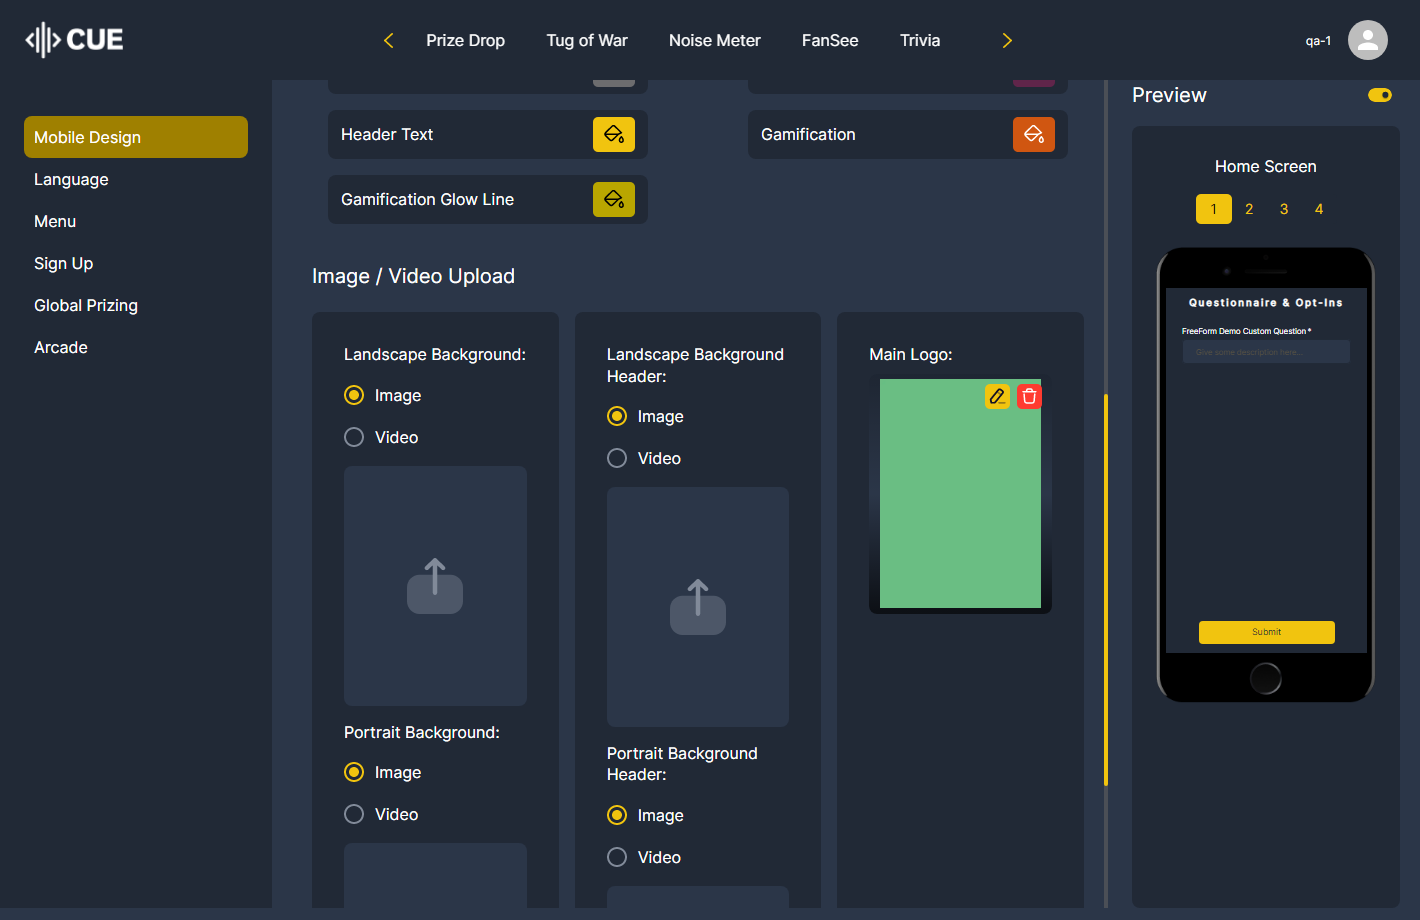 CUE
Prize Drop
Tug of War
Noise Meter
FanSee
Trivia
qa-1
Mobile Design
Language
Menu
Sign Up
Global Prizing
Arcade
Header Text
Gamification
Gamification Glow Line
Image / Video Upload
Landscape Background:
Image
Video
Portrait Background:
Image
Video
Landscape Background
Header:
Image
Video
Portrait Background
Header:
Image
Video
Main Logo:
Preview
Home Screen
1 2 3 4
Questionnaire & Opt-Ins
FreeForm Demo Custom Question *
Give some description here...
Submit